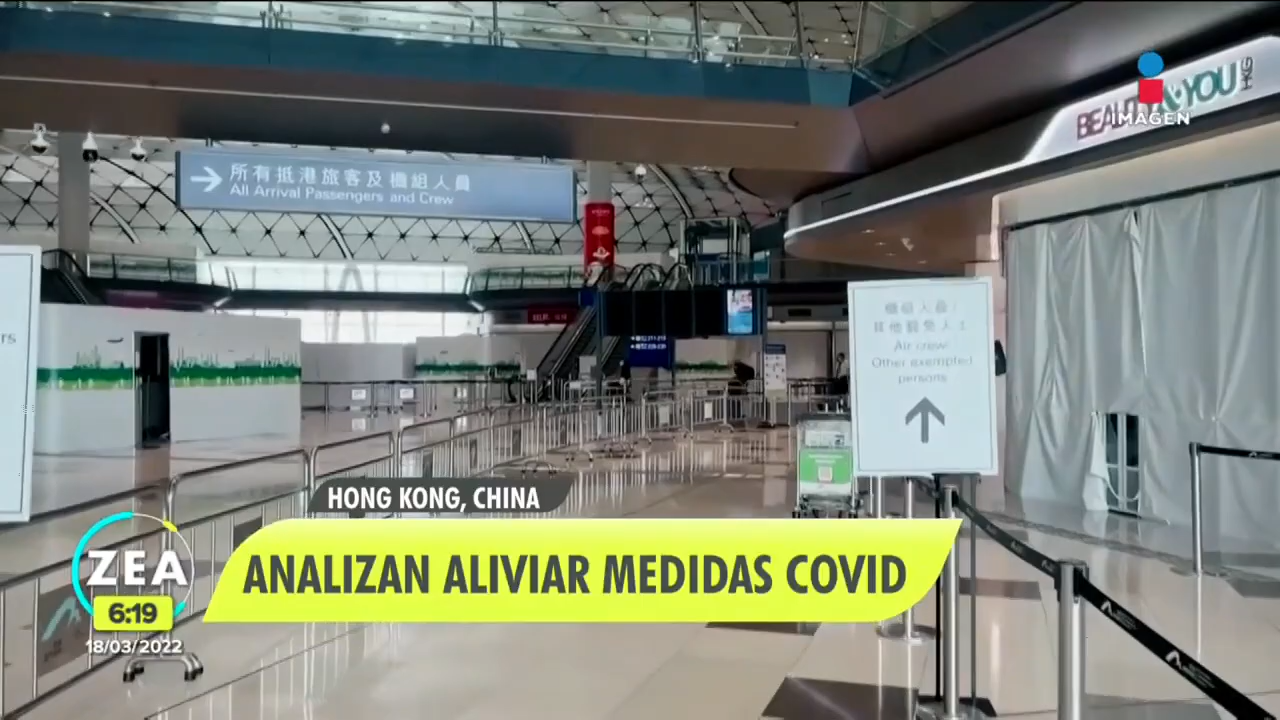 所有抵港旅客及機組人員
All Arrival Passengers and Crew
BEAUTY&YOU
HKG
IMAGEN
rs
機組人員/
其他豁免人士
Air crew/
Other exempted
persons
HONG KONG, CHINA
ANALIZAN ALIVIAR MEDIDAS COVID
ZEA
6:19
18/03/2022